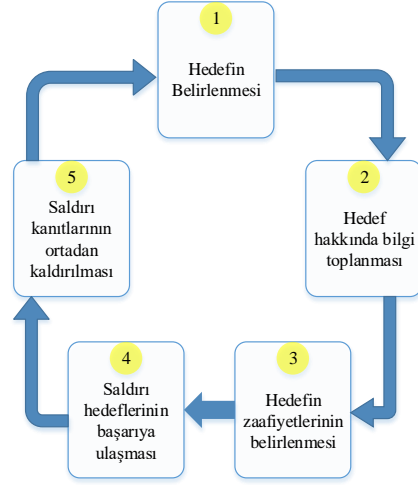 1
Hedefin
Belirlenmesi
2
Hedef
hakkında bilgi
toplanması
3
Hedefin
zaafiyetlerinin
belirlenmesi
4
Saldırı
hedeflerinin
başarıya
ulaşması
5
Saldırı
kanıtlarının
ortadan
kaldırılması